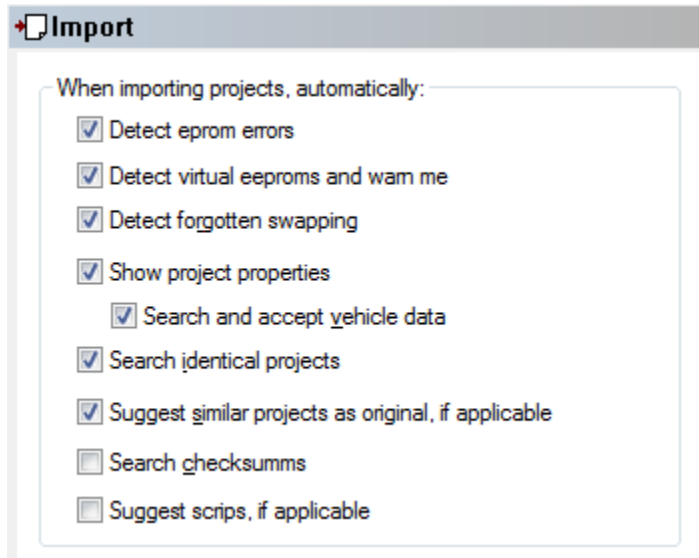 Import
When importing projects, automatically:
Detect eprom errors
Detect virtual eeproms and warn me
Detect forgotten swapping
Show project properties
Search and accept vehicle data
Search identical projects
Suggest similar projects as original, if applicable
Search checksumms
Suggest scrips, if applicable